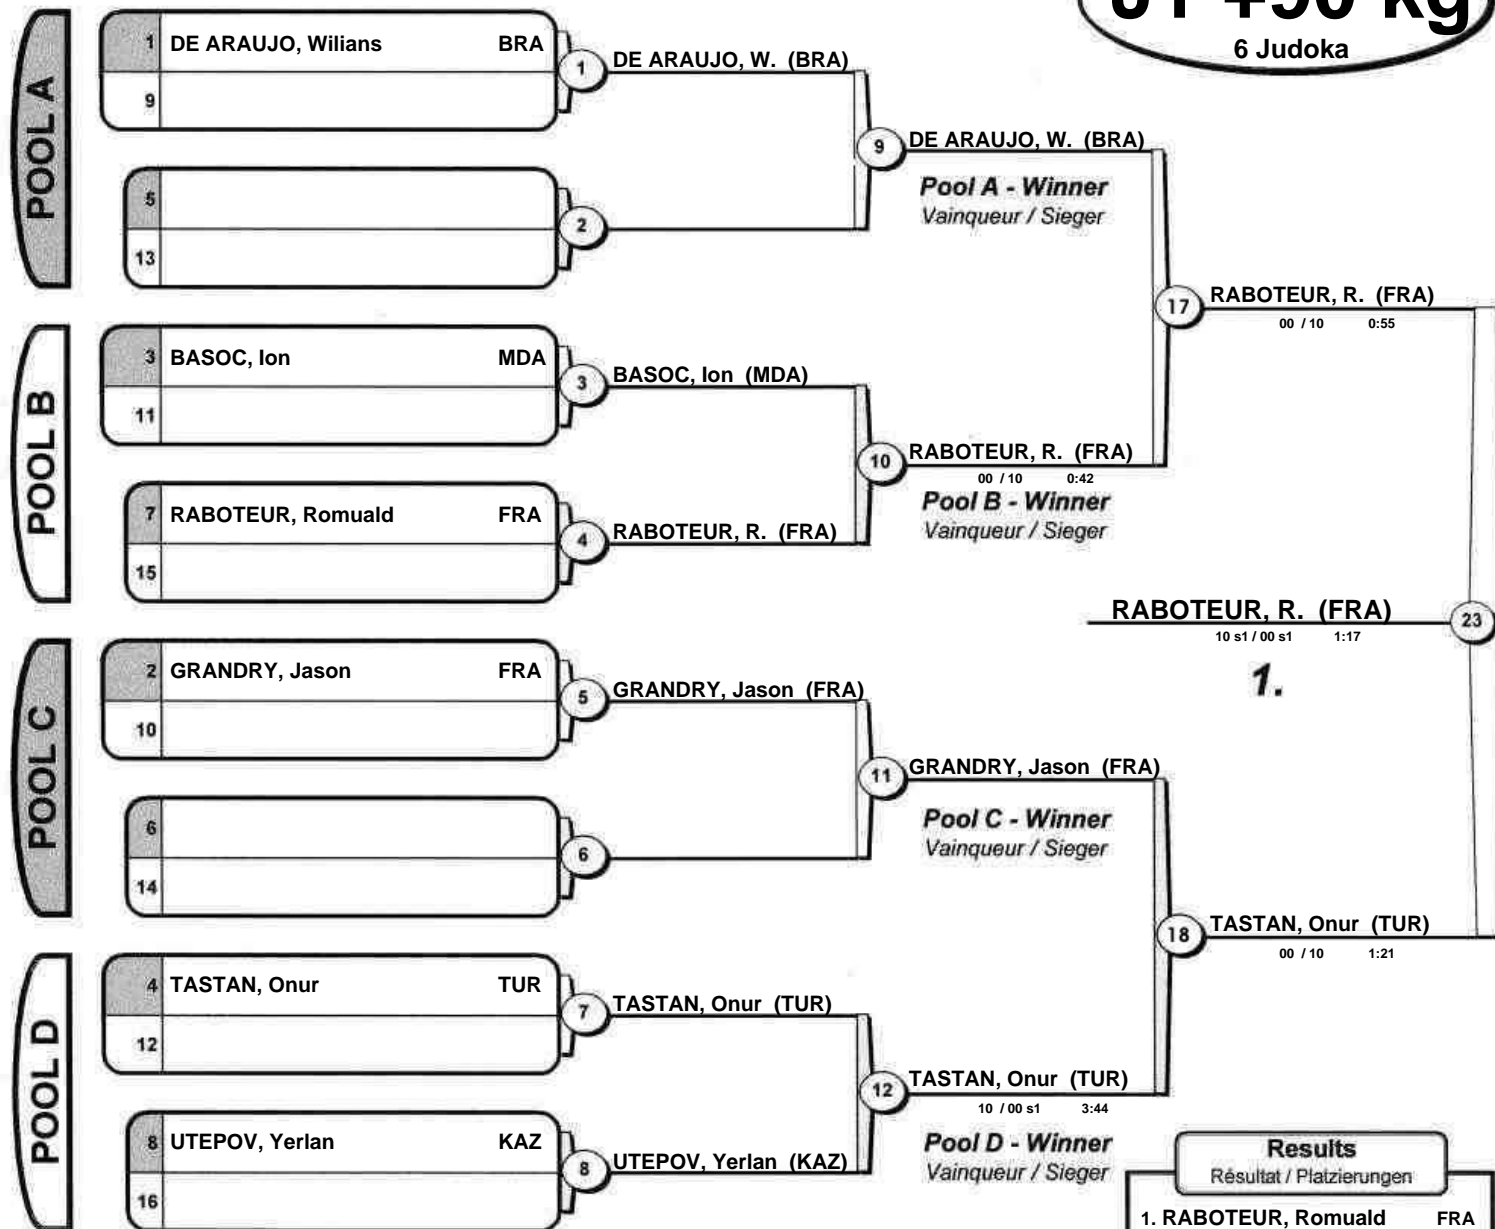 6 Judoka
POOL A
1 DE ARAUJO, Wilians BRA
9
5
13
1 DE ARAUJO, W. (BRA)
2
9 DE ARAUJO, W. (BRA)
Pool A - Winner
Vainqueur / Sieger
POOL B
3 BASOC, Ion MDA
11
7 RABOTEUR, Romuald FRA
15
3 BASOC, Ion (MDA)
4 RABOTEUR, R. (FRA)
10 RABOTEUR, R. (FRA)
00 / 10 0:42
Pool B - Winner
Vainqueur / Sieger
17 RABOTEUR, R. (FRA)
00 / 10 0:55
RABOTEUR, R. (FRA) 23
10 s1 / 00 s1 1:17
1.
POOL C
2 GRANDRY, Jason FRA
10
6
14
5 GRANDRY, Jason (FRA)
6
11 GRANDRY, Jason (FRA)
Pool C - Winner
Vainqueur / Sieger
18 TASTAN, Onur (TUR)
00 / 10 1:21
POOL D
4 TASTAN, Onur TUR
12
8 UTEPOV, Yerlan KAZ
16
7 TASTAN, Onur (TUR)
8 UTEPOV, Yerlan (KAZ)
12 TASTAN, Onur (TUR)
10 / 00 s1 3:44
Pool D - Winner
Vainqueur / Sieger
Results
Résultat / Platzierungen
1. RABOTEUR, Romuald FRA